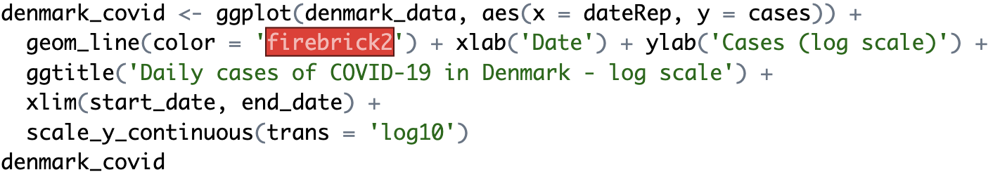 denmark_covid <- ggplot(denmark_data, aes(x = dateRep, y = cases)) +
  geom_line(color = 'firebrick2') + xlab('Date') + ylab('Cases (log scale)') +
  ggtitle('Daily cases of COVID-19 in Denmark - log scale') +
  xlim(start_date, end_date) +
  scale_y_continuous(trans = 'log10')
denmark_covid